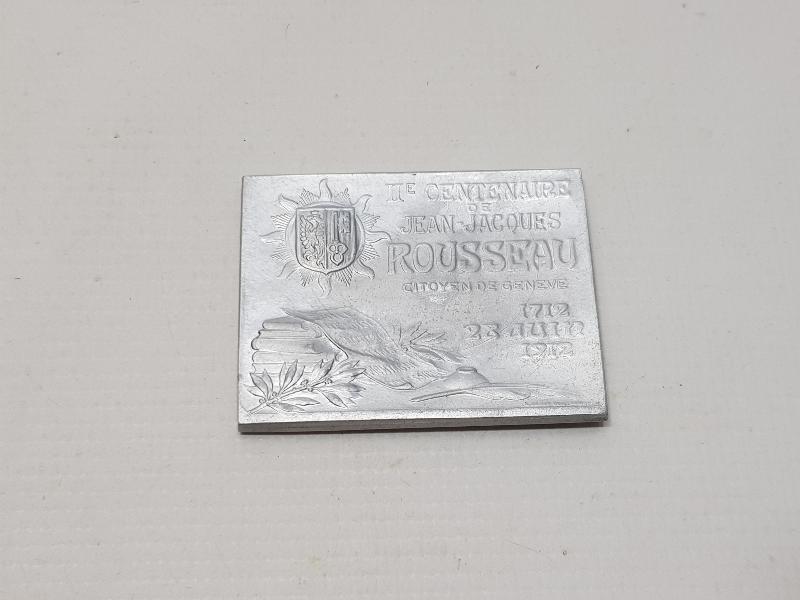 IIE CENTENAIRE
DE
JEAN-JACQUES
ROUSSEAU
CITOYEN DE GENEVE
1712
28 JUIN
1912